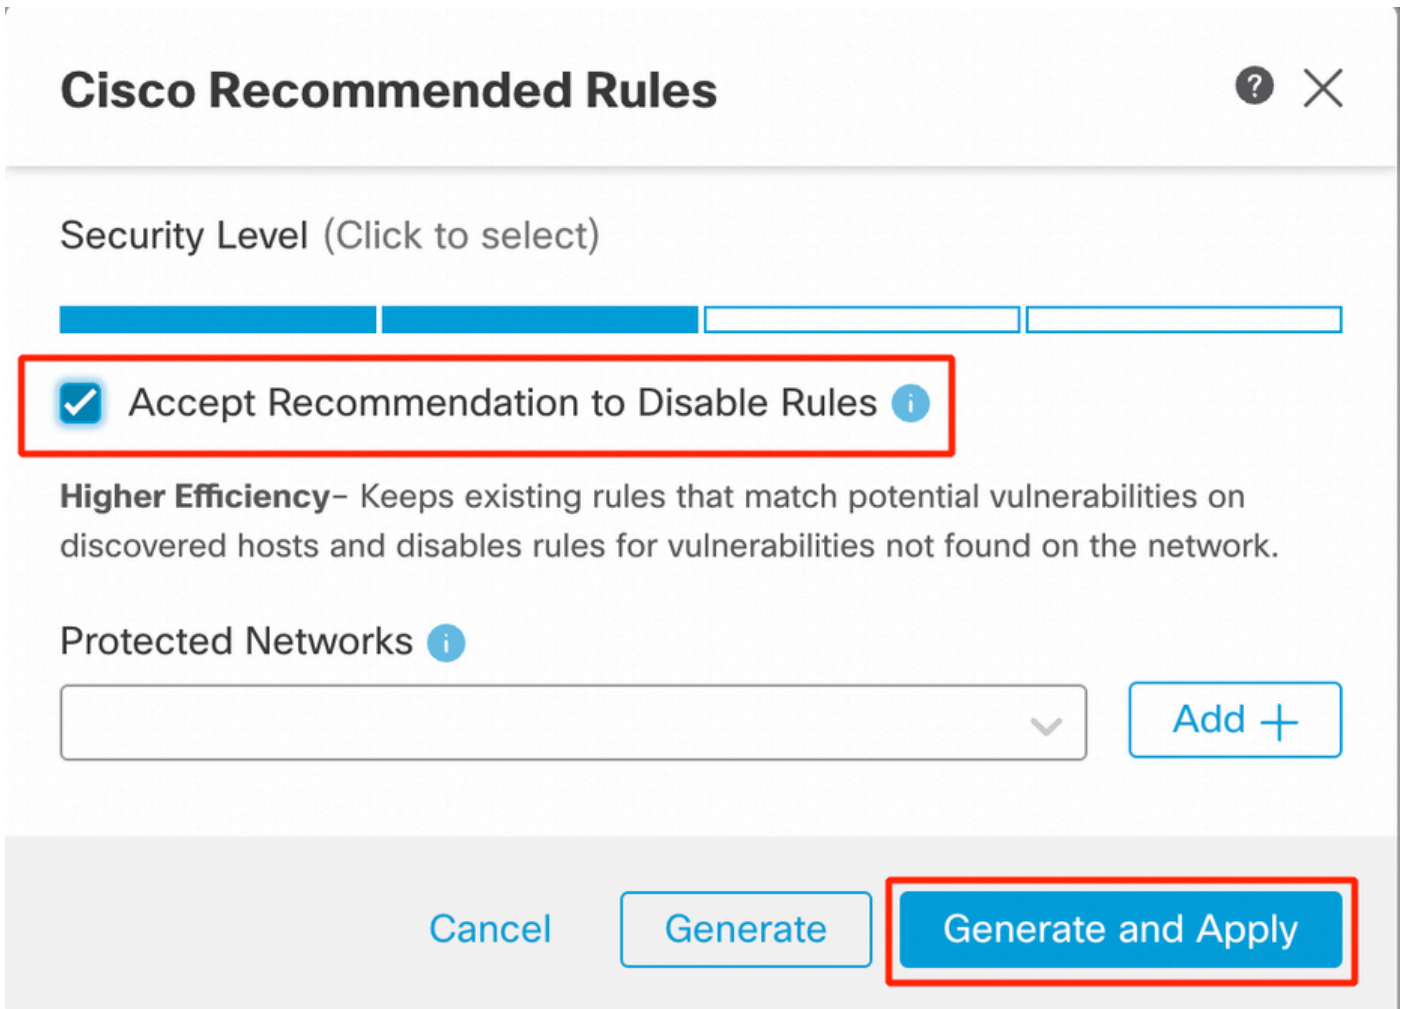 Cisco Recommended Rules
Security Level (Click to select)
Accept Recommendation to Disable Rules
Higher Efficiency– Keeps existing rules that match potential vulnerabilities on
discovered hosts and disables rules for vulnerabilities not found on the network.
Protected Networks
Add +
Cancel
Generate
Generate and Apply